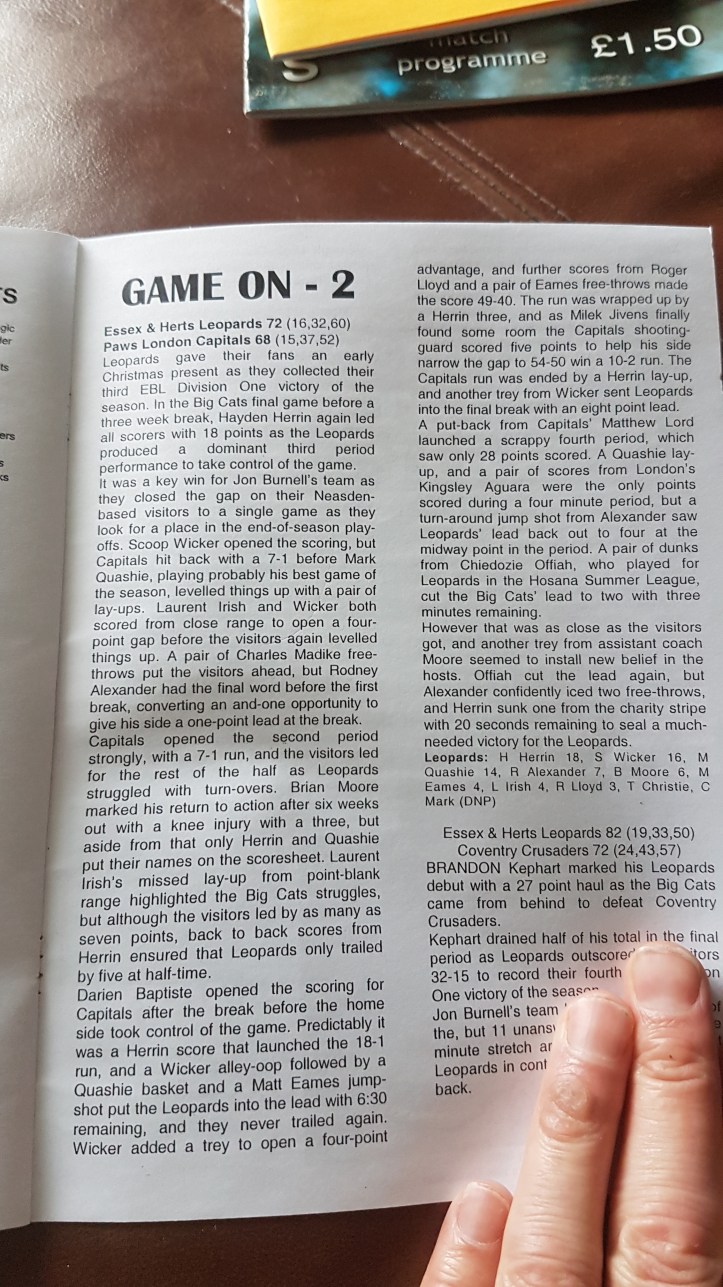 match
programme
£1.50
S
rs
gic
ler
ts
ers
s
ks
GAME ON - 2
Essex & Herts Leopards 72 (16,32,60)
Paws London Capitals 68 (15,37,52)
Leopards gave their fans an early
Christmas present as they collected their
third EBL Division One victory of the
season. In the Big Cats final game before a
three week break, Hayden Herrin again led
all scorers with 18 points as the Leopards
produced a dominant third period
performance to take control of the game.
It was a key win for Jon Burnell's team as
they closed the gap on their Neasden-
based visitors to a single game as they
look for a place in the end-of-season play-
offs. Scoop Wicker opened the scoring, but
Capitals hit back with a 7-1 before Mark
Quashie, playing probably his best game of
the season, levelled things up with a pair of
lay-ups. Laurent Irish and Wicker both
scored from close range to open a four-
point gap before the visitors again levelled
things up. A pair of Charles Madike free-
throws put the visitors ahead, but Rodney
Alexander had the final word before the first
break, converting an and-one opportunity to
give his side a one-point lead at the break.
Capitals opened the second period
strongly, with a 7-1 run, and the visitors led
for the rest of the half as Leopards
struggled with turn-overs. Brian Moore
marked his return to action after six weeks
out with a knee injury with a three, but
aside from that only Herrin and Quashie
put their names on the scoresheet. Laurent
Irish's missed lay-up from point-blank
range highlighted the Big Cats struggles,
but although the visitors led by as many as
seven points, back to back scores from
Herrin ensured that Leopards only trailed
by five at half-time.
Darien Baptiste opened the scoring for
Capitals after the break before the home
side took control of the game. Predictably it
was a Herrin score that launched the 18-1
run, and a Wicker alley-oop followed by a
Quashie basket and a Matt Eames jump-
shot put the Leopards into the lead with 6:30
remaining, and they never trailed again.
Wicker added a trey to open a four-point
advantage, and further scores from Roger
Lloyd and a pair of Eames free-throws made
the score 49-40. The run was wrapped up by
a Herrin three, and as Milek Jivens finally
found some room the Capitals shooting-
guard scored five points to help his side
narrow the gap to 54-50 win a 10-2 run. The
Capitals run was ended by a Herrin lay-up,
and another trey from Wicker sent Leopards
into the final break with an eight point lead.
A put-back from Capitals' Matthew Lord
launched a scrappy fourth period, which
saw only 28 points scored. A Quashie lay-
up, and a pair of scores from London's
Kingsley Aguara were the only points
scored during a four minute period, but a
turn-around jump shot from Alexander saw
Leopards' lead back out to four at the
midway point in the period. A pair of dunks
from Chiedozie Offiah, who played for
Leopards in the Hosana Summer League,
cut the Big Cats' lead to two with three
minutes remaining.
However that was as close as the visitors
got, and another trey from assistant coach
Moore seemed to install new belief in the
hosts. Offiah cut the lead again, but
Alexander confidently iced two free-throws,
and Herrin sunk one from the charity stripe
with 20 seconds remaining to seal a much-
needed victory for the Leopards.
Leopards: H Herrin 18, S Wicker 16, M
Quashie 14, R Alexander 7, B Moore 6, M
Eames 4, L Irish 4, R Lloyd 3, T Christie, C
Mark (DNP)
Essex & Herts Leopards 82 (19,33,50)
Coventry Crusaders 72 (24,43,57)
BRANDON Kephart marked his Leopards
debut with a 27 point haul as the Big Cats
came from behind to defeat Coventry
Crusaders.
Kephart drained half of his total in the final
period as Leopards outscored itors
32-15 to record their fourth on
One victory of the season
Jon Burnell's team of
the, but 11 unans
minute stretch ar
Leopards in cont
back.